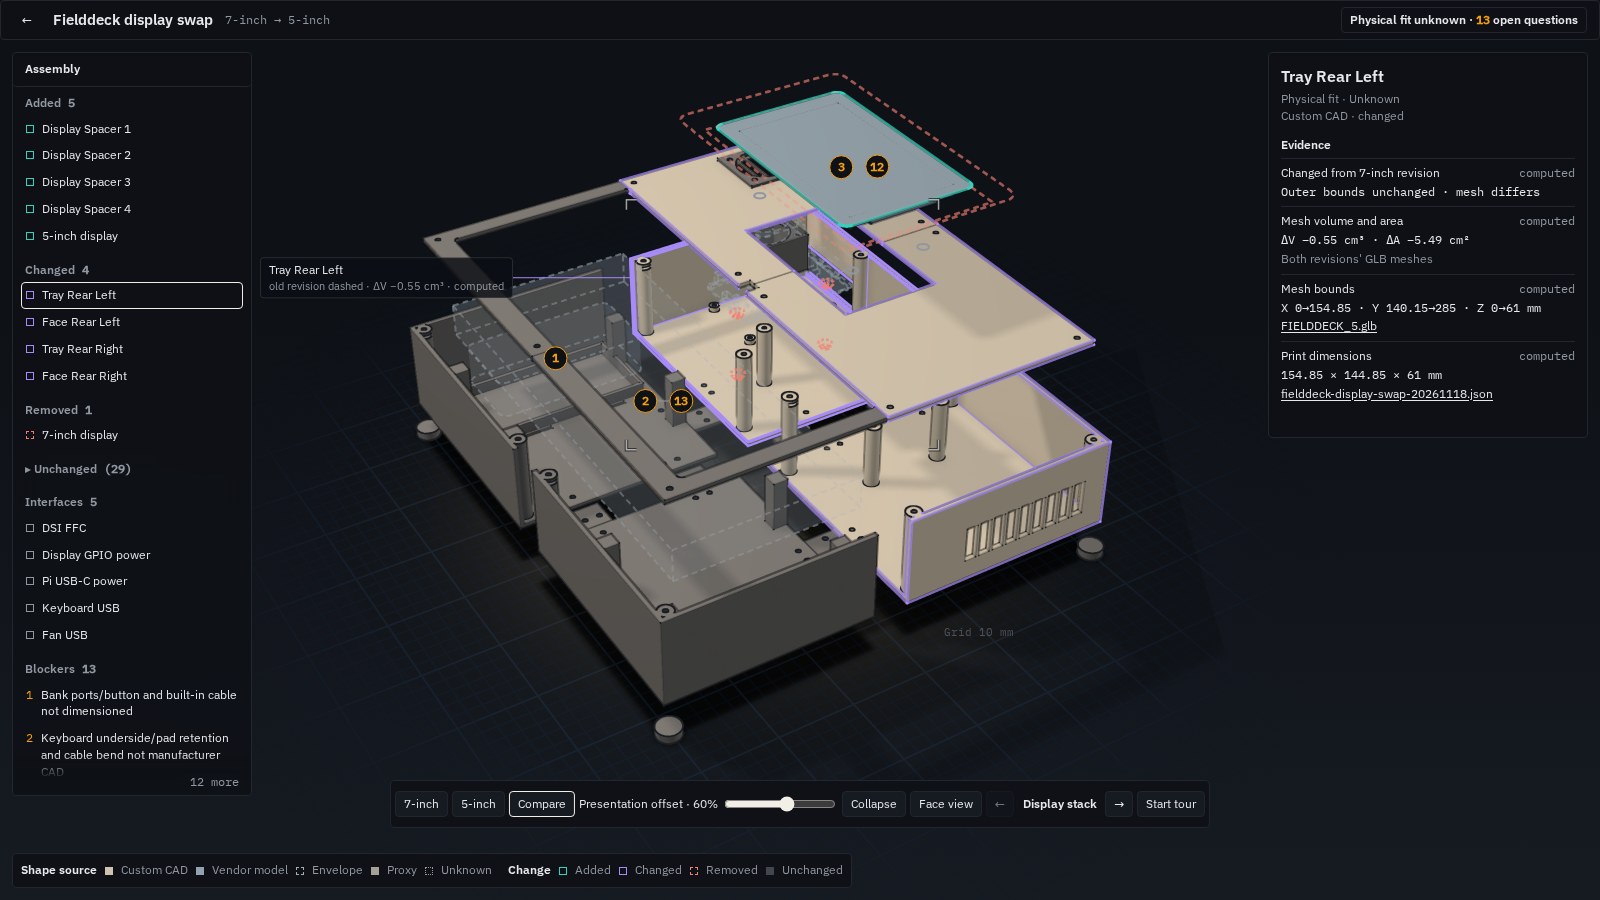 ← Fielddeck display swap 7-inch → 5-inch
Physical fit unknown · 13 open questions
Assembly
Added 5
Display Spacer 1
Display Spacer 2
Display Spacer 3
Display Spacer 4
5-inch display
Changed 4
Tray Rear Left
Face Rear Left
Tray Rear Right
Face Rear Right
Removed 1
7-inch display
▸ Unchanged (29)
Interfaces 5
DSI FFC
Display GPIO power
Pi USB-C power
Keyboard USB
Fan USB
Blockers 13
1 Bank ports/button and built-in cable
not dimensioned
2 Keyboard underside/pad retention
and cable bend not manufacturer
CAD
12 more
Tray Rear Left
old revision dashed · ΔV −0.55 cm³ · computed
3 12
1
2 13
Grid 10 mm
Tray Rear Left
Physical fit · Unknown
Custom CAD · changed
Evidence
Changed from 7-inch revision computed
Outer bounds unchanged · mesh differs
Mesh volume and area computed
ΔV −0.55 cm³ · ΔA −5.49 cm²
Both revisions' GLB meshes
Mesh bounds computed
X 0→154.85 · Y 140.15→285 · Z 0→61 mm
FIELDDECK_5.glb
Print dimensions computed
154.85 × 144.85 × 61 mm
fielddeck-display-swap-20261118.json
7-inch 5-inch Compare Presentation offset · 60% Collapse Face view ← Display stack → Start tour
Shape source Custom CAD Vendor model Envelope Proxy Unknown Change Added Changed Removed Unchanged